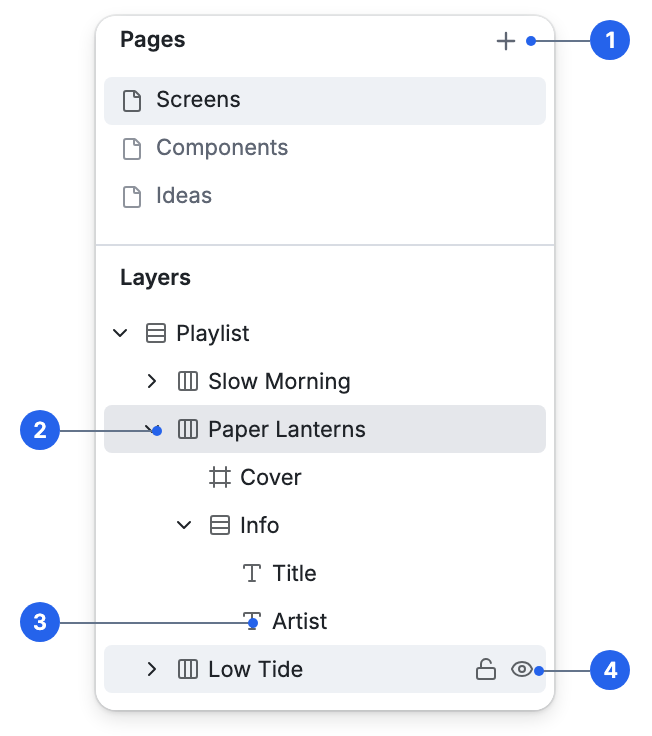 Pages
1
Screens
Components
Ideas
Layers
Playlist
Slow Morning
2
Paper Lanterns
Cover
Info
Title
3
Artist
Low Tide
4